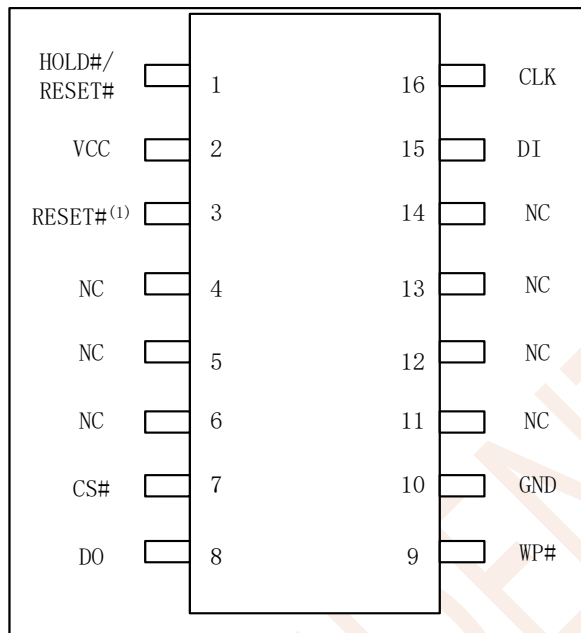 HOLD#/
RESET# 1 16 CLK
VCC 2 15 DI
RESET#(1) 3 14 NC
NC 4 13 NC
NC 5 12 NC
NC 6 11 NC
CS# 7 10 GND
DO 8 9 WP#